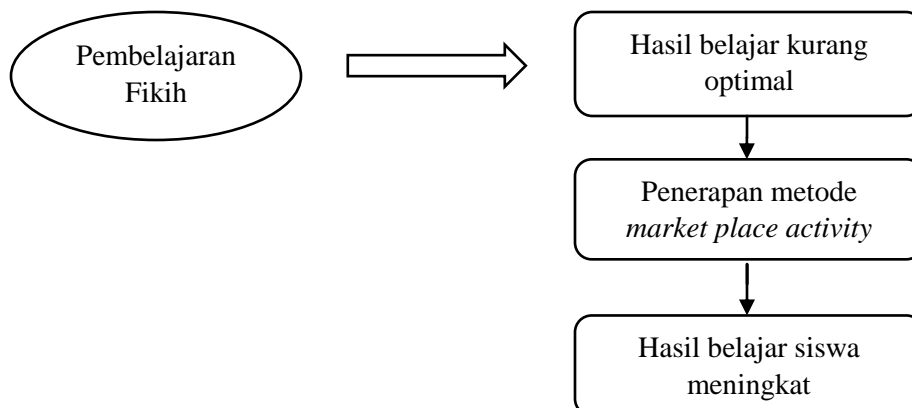 Pembelajaran
Fikih
Hasil belajar kurang
optimal
Penerapan metode
market place activity
Hasil belajar siswa
meningkat